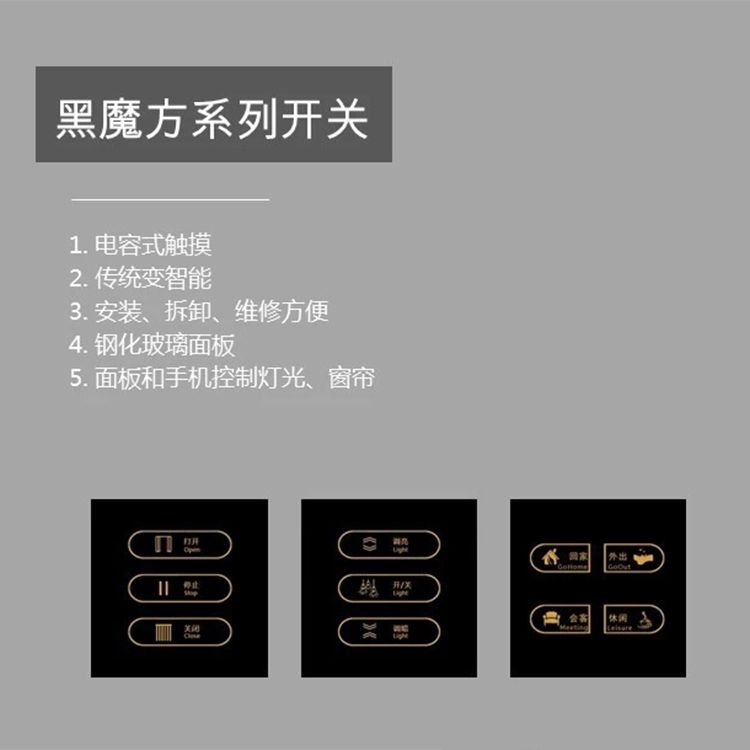 黑魔方系列开关
1. 电容式触摸
2. 传统变智能
3. 安装、拆卸、维修方便
4. 钢化玻璃面板
5. 面板和手机控制灯光、窗帘
打开
Open
停止
Stop
关闭
Close
调亮
Light
开/关
Light
调暗
Light
回家
GoHome
外出
GoOut
会客
Meeting
休闲
Leisure